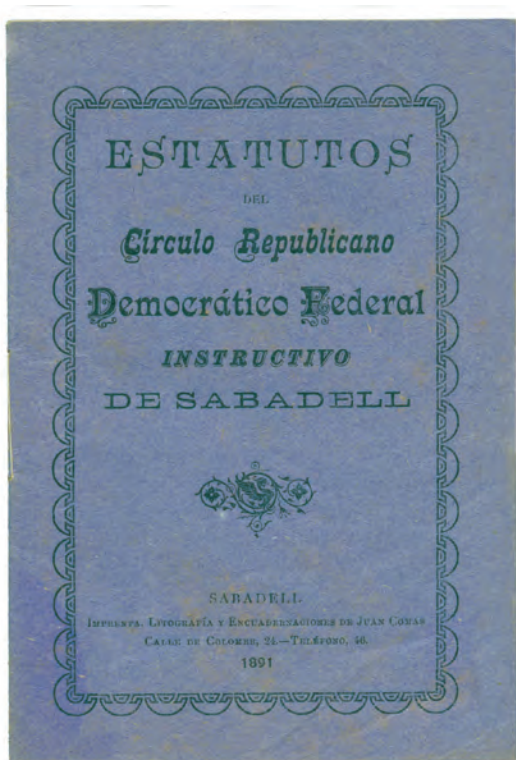 ESTATUTOS
DEL
Círculo Republicano
Democrático Federal
INSTRUCTIVO
DE SABADELL
SABADELL
IMPRENTA, LITOGRAFÍA Y ENCUADERNACIONES DE JUAN COMAS
CALLE DE COLOMER, 24.—TELÉFONO, 46.
1891